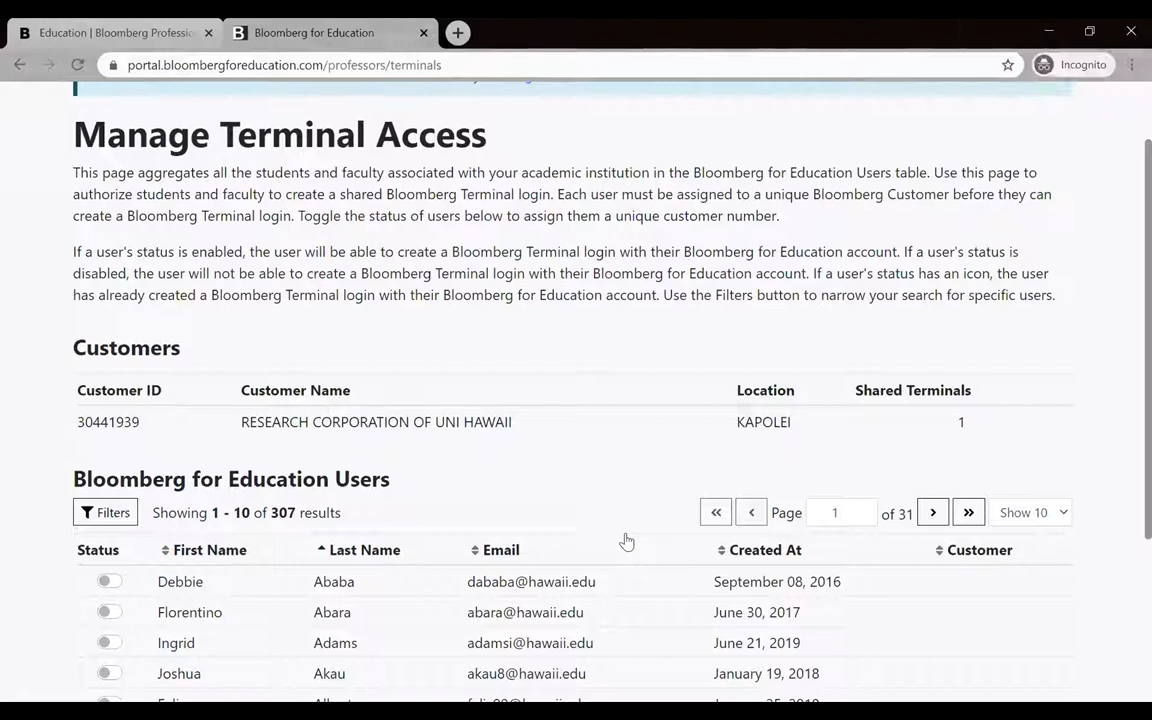 Education | Bloomberg Professio
Bloomberg for Education
portal.bloombergforeducation.com/professors/terminals
Incognito
Manage Terminal Access
This page aggregates all the students and faculty associated with your academic institution in the Bloomberg for Education Users table. Use this page to
authorize students and faculty to create a shared Bloomberg Terminal login. Each user must be assigned to a unique Bloomberg Customer before they can
create a Bloomberg Terminal login. Toggle the status of users below to assign them a unique customer number.
If a user's status is enabled, the user will be able to create a Bloomberg Terminal login with their Bloomberg for Education account. If a user's status is
disabled, the user will not be able to create a Bloomberg Terminal login with their Bloomberg for Education account. If a user's status has an icon, the user
has already created a Bloomberg Terminal login with their Bloomberg for Education account. Use the Filters button to narrow your search for specific users.
Customers
Customer ID Customer Name Location Shared Terminals
30441939 RESEARCH CORPORATION OF UNI HAWAII KAPOLEI 1
Bloomberg for Education Users
Filters Showing 1 - 10 of 307 results « ‹ Page 1 of 31 › » Show 10
Status First Name Last Name Email Created At Customer
Debbie Ababa dababa@hawaii.edu September 08, 2016
Florentino Abara abara@hawaii.edu June 30, 2017
Ingrid Adams adamsi@hawaii.edu June 21, 2019
Joshua Akau akau8@hawaii.edu January 19, 2018